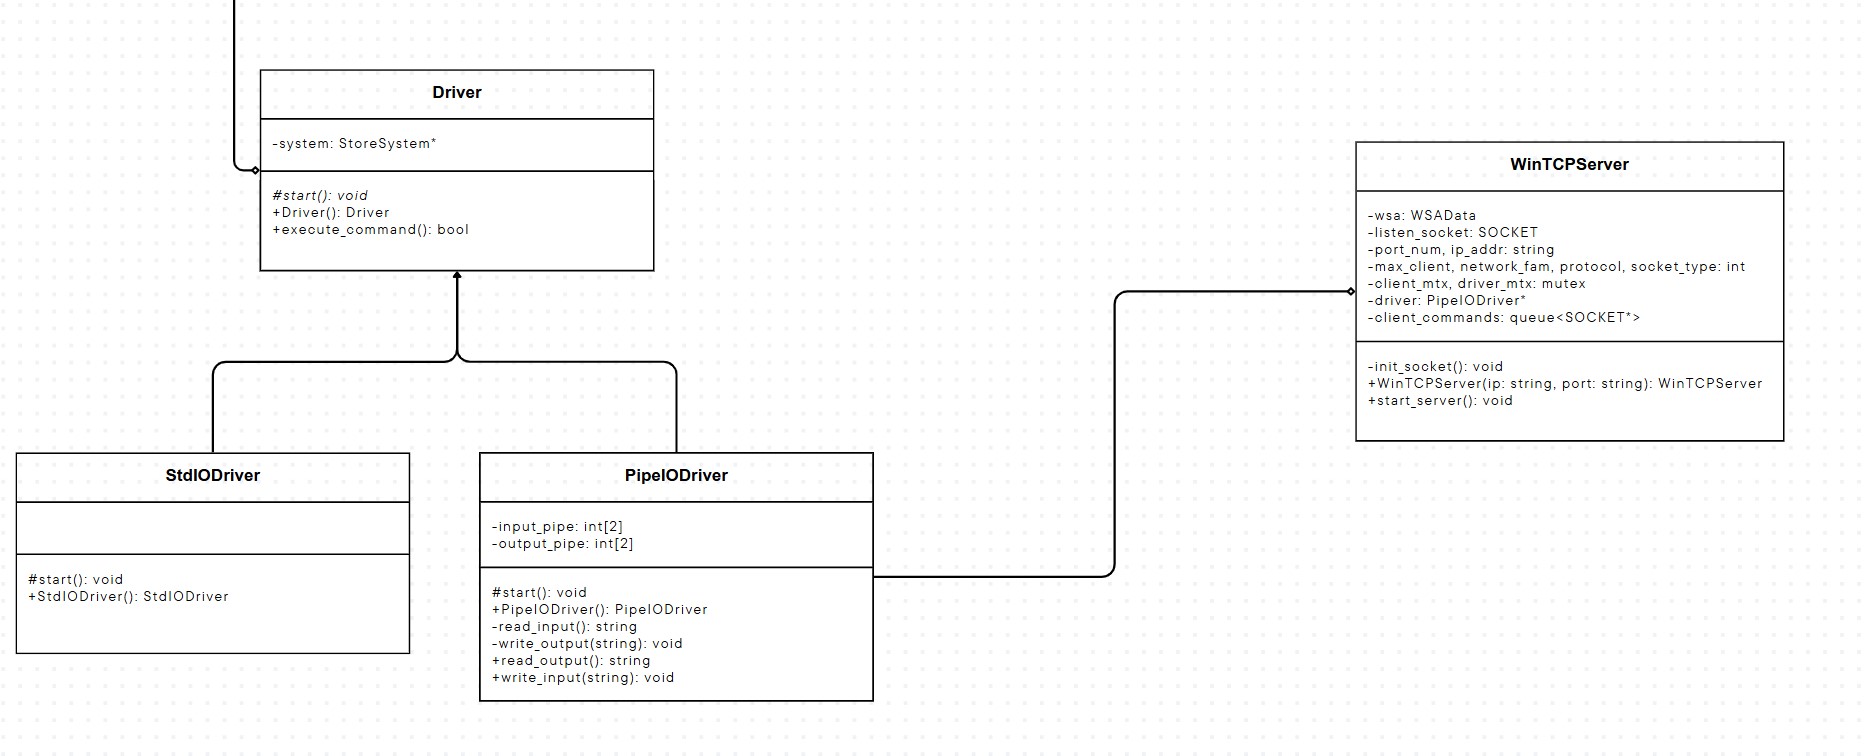 Driver
-system: StoreSystem*
#start(): void
+Driver(): Driver
+execute_command(): bool
WinTCPServer
-wsa: WSAData
-listen_socket: SOCKET
-port_num, ip_addr: string
-max_client, network_fam, protocol, socket_type: int
-client_mtx, driver_mtx: mutex
-driver: PipeIODriver*
-client_commands: queue<SOCKET*>
-init_socket(): void
+WinTCPServer(ip: string, port: string): WinTCPServer
+start_server(): void
StdIODriver
#start(): void
+StdIODriver(): StdIODriver
PipeIODriver
-input_pipe: int[2]
-output_pipe: int[2]
#start(): void
+PipeIODriver(): PipeIODriver
-read_input(): string
-write_output(string): void
+read_output(): string
+write_input(string): void